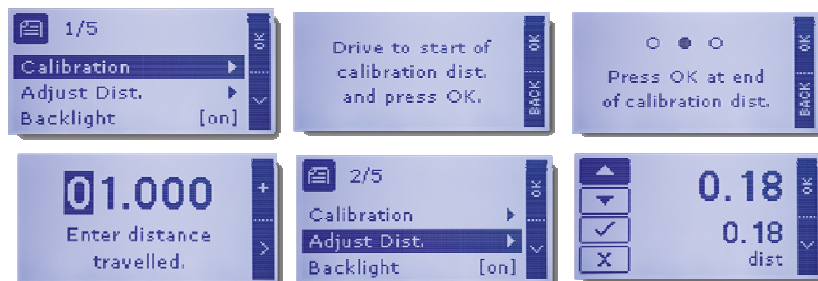 1/5
OK
Calibration
Adjust Dist.
Backlight [on]
Drive to start of
calibration dist.
and press OK.
OK
BACK
Press OK at end
of calibration dist.
OK
BACK
01.000
+
Enter distance
travelled.
>
2/5
OK
Calibration
Adjust Dist.
Backlight [on]
0.18
OK
0.18
dist
X